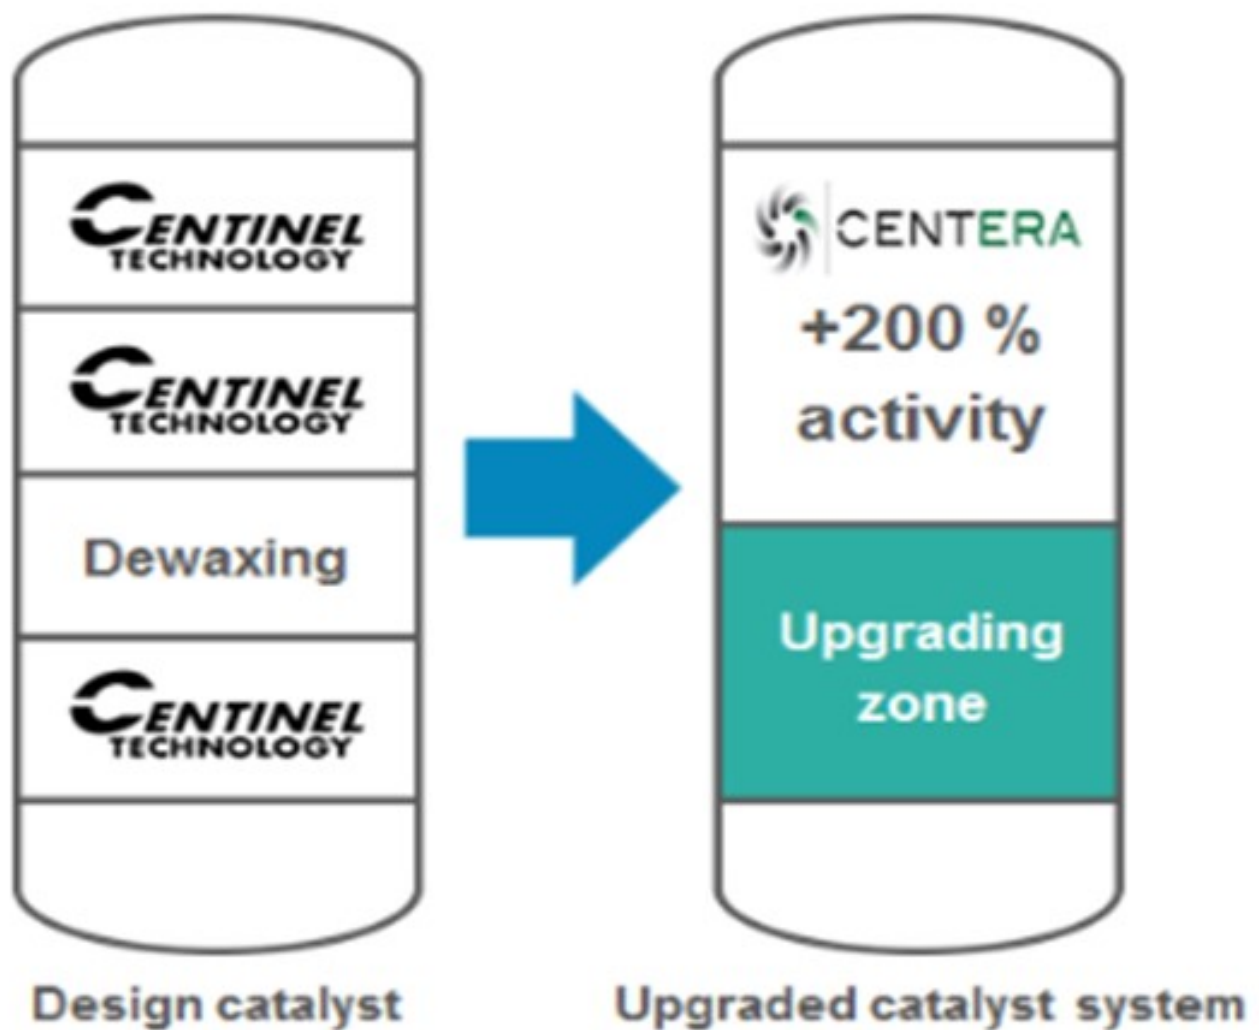 CENTINEL
TECHNOLOGY
CENTINEL
TECHNOLOGY
Dewaxing
CENTINEL
TECHNOLOGY
Design catalyst
CENTERA
+200 %
activity
Upgrading
zone
Upgraded catalyst system